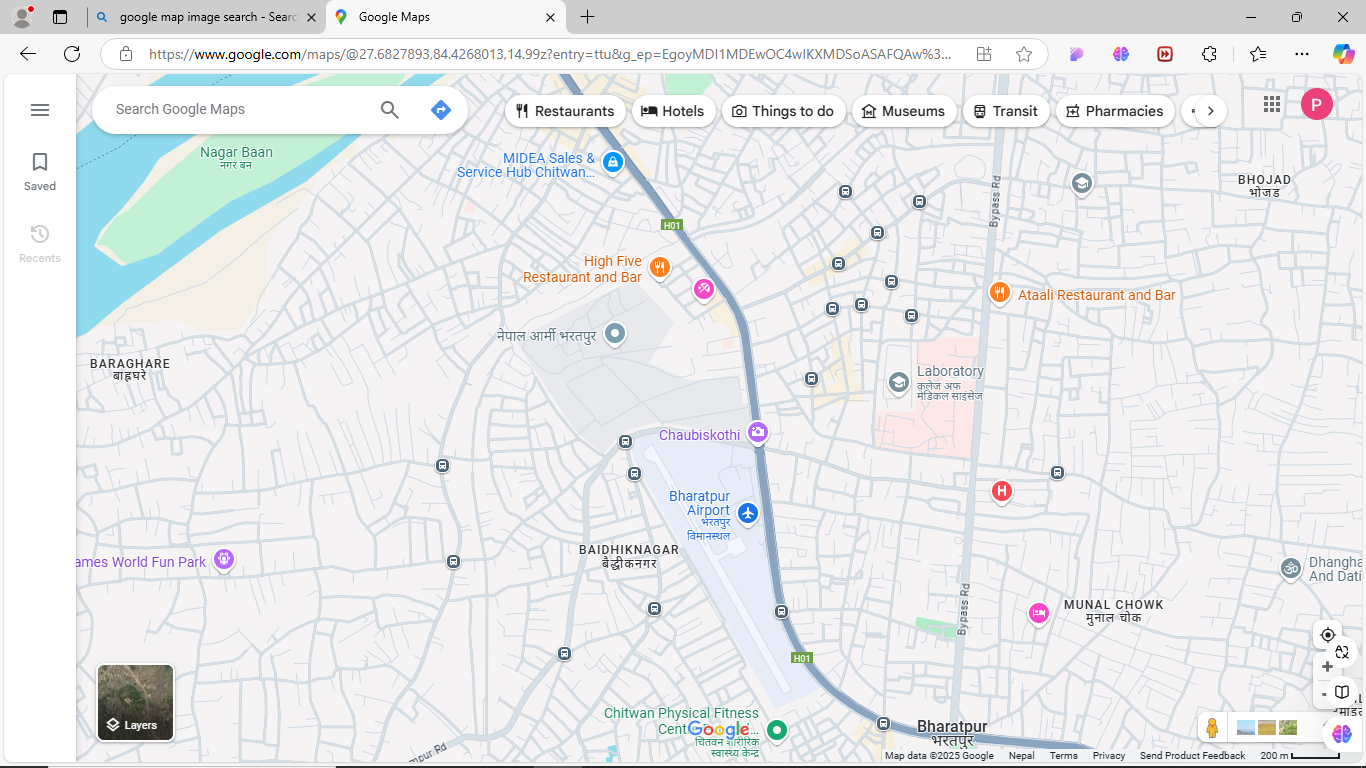 google map image search - Searc
Google Maps
https://www.google.com/maps/@27.6827893,84.4268013,14.99z?entry=ttu&g_ep=EgoyMDI1MDEwOC4wIKXMDSoASAFQAw%3...
Search Google Maps
Restaurants
Hotels
Things to do
Museums
Transit
Pharmacies
P
Saved
Recents
Nagar Baan
नगर बन
MIDEA Sales &
Service Hub Chitwan...
H01
High Five
Restaurant and Bar
नेपाल आर्मी भरतपुर
BARAGHARE
बाह्रघरे
Bypass Rd
BHOJAD
भोजड
Ataali Restaurant and Bar
Laboratory
कलेज अफ
मेडिकल साइसेज
Chaubiskothi
Bharatpur
Airport
भरतपुर
विमानस्थल
H
BAIDHIKNAGAR
बैद्धीकनगर
ames World Fun Park
Dhangha
And Dati
MUNAL CHOWK
मुनाल चोक
Bypass Rd
H01
Layers
Chitwan Physical Fitness
चितवन शारीरिक
स्वास्थ्य केन्द्र
Google
Bharatpur
भरतपुर
Map data ©2025 Google
Nepal
Terms
Privacy
Send Product Feedback
200 m